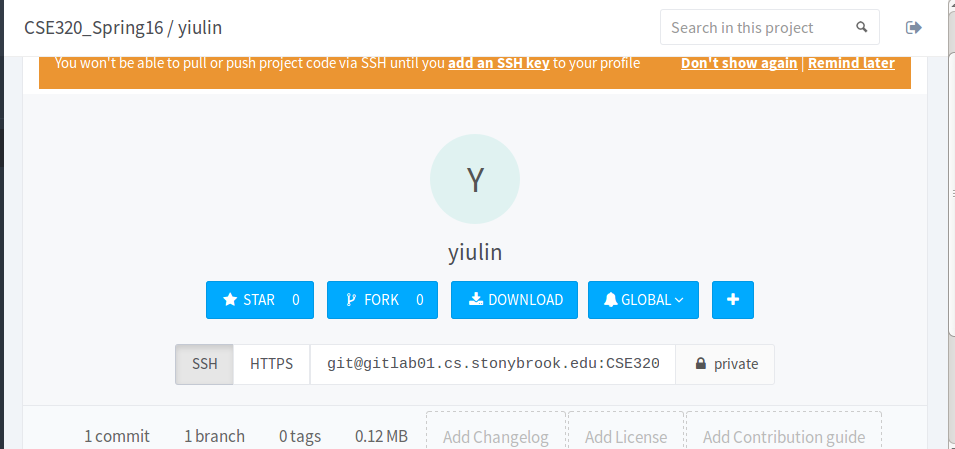 CSE320_Spring16 / yiulin
Search in this project
You won't be able to pull or push project code via SSH until you add an SSH key to your profile
Don't show again | Remind later
Y
yiulin
STAR 0
FORK 0
DOWNLOAD
GLOBAL
SSH
HTTPS
git@gitlab01.cs.stonybrook.edu:CSE320
private
1 commit
1 branch
0 tags
0.12 MB
Add Changelog
Add License
Add Contribution guide